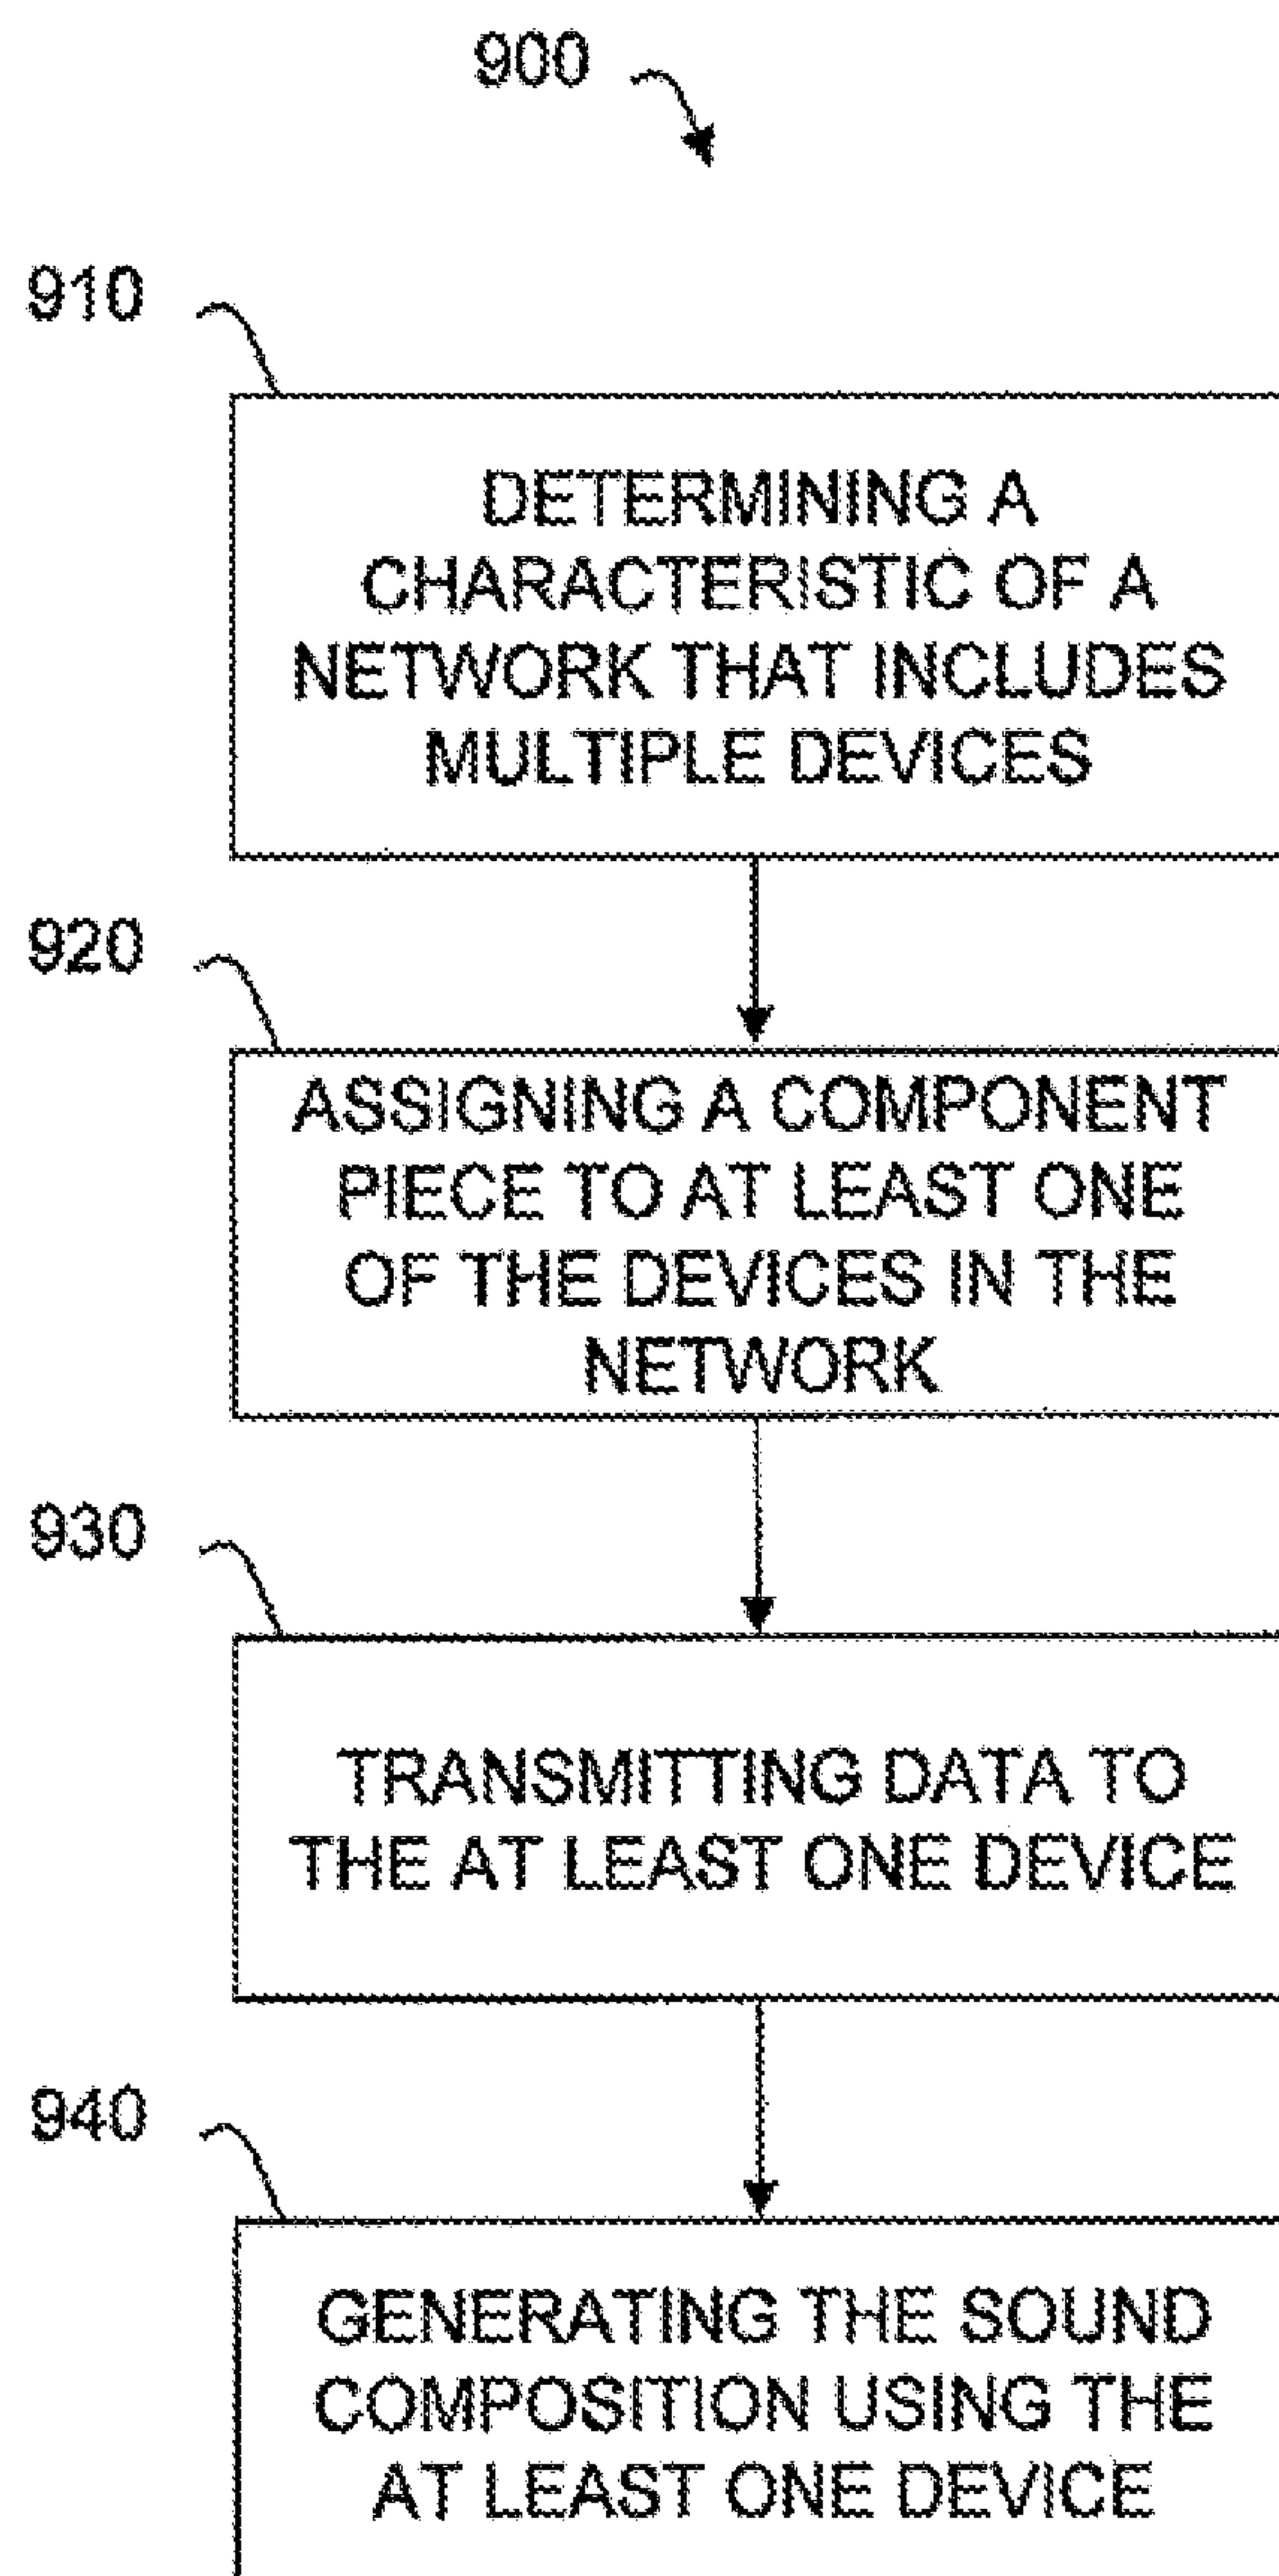 900
910
DETERMINING A
CHARACTERISTIC OF A
NETWORK THAT INCLUDES
MULTIPLE DEVICES
920
ASSIGNING A COMPONENT
PIECE TO AT LEAST ONE
OF THE DEVICES IN THE
NETWORK
930
TRANSMITTING DATA TO
THE AT LEAST ONE DEVICE
940
GENERATING THE SOUND
COMPOSITION USING THE
AT LEAST ONE DEVICE